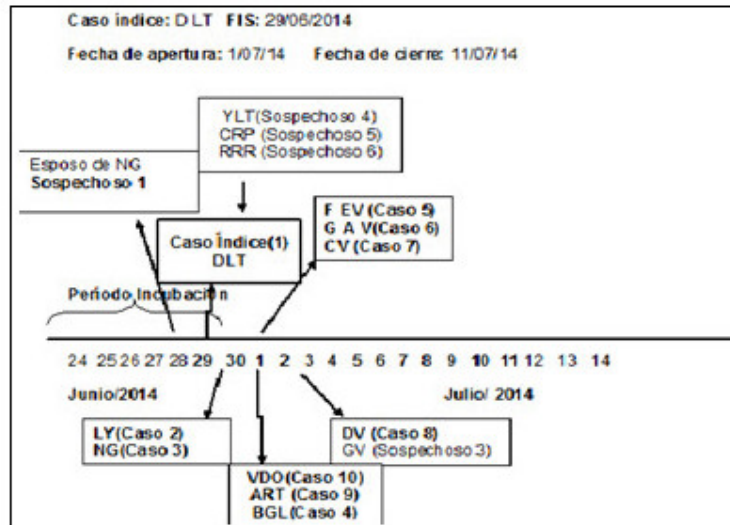 Caso índice: DLT FIS: 29/06/2014
Fecha de apertura: 1/07/14 Fecha de cierre: 11/07/14
YLT(Sospechoso 4)
CRP (Sospechoso 5)
RRR (Sospechoso 6)
Esposo de NG
Sospechoso 1
F EV (Caso 5)
G A V(Caso 6)
CV (Caso 7)
Caso Índice(1)
DLT
Período Incubación
24 25 26 27 28 29 30 1 2 3 4 5 6 7 8 9 10 11 12 13 14
Junio/2014 Julio/ 2014
LY(Caso 2)
NG(Caso 3)
DV (Caso 8)
GV (Sospechoso 3)
VDO(Caso 10)
ART (Caso 9)
BGL(Caso 4)